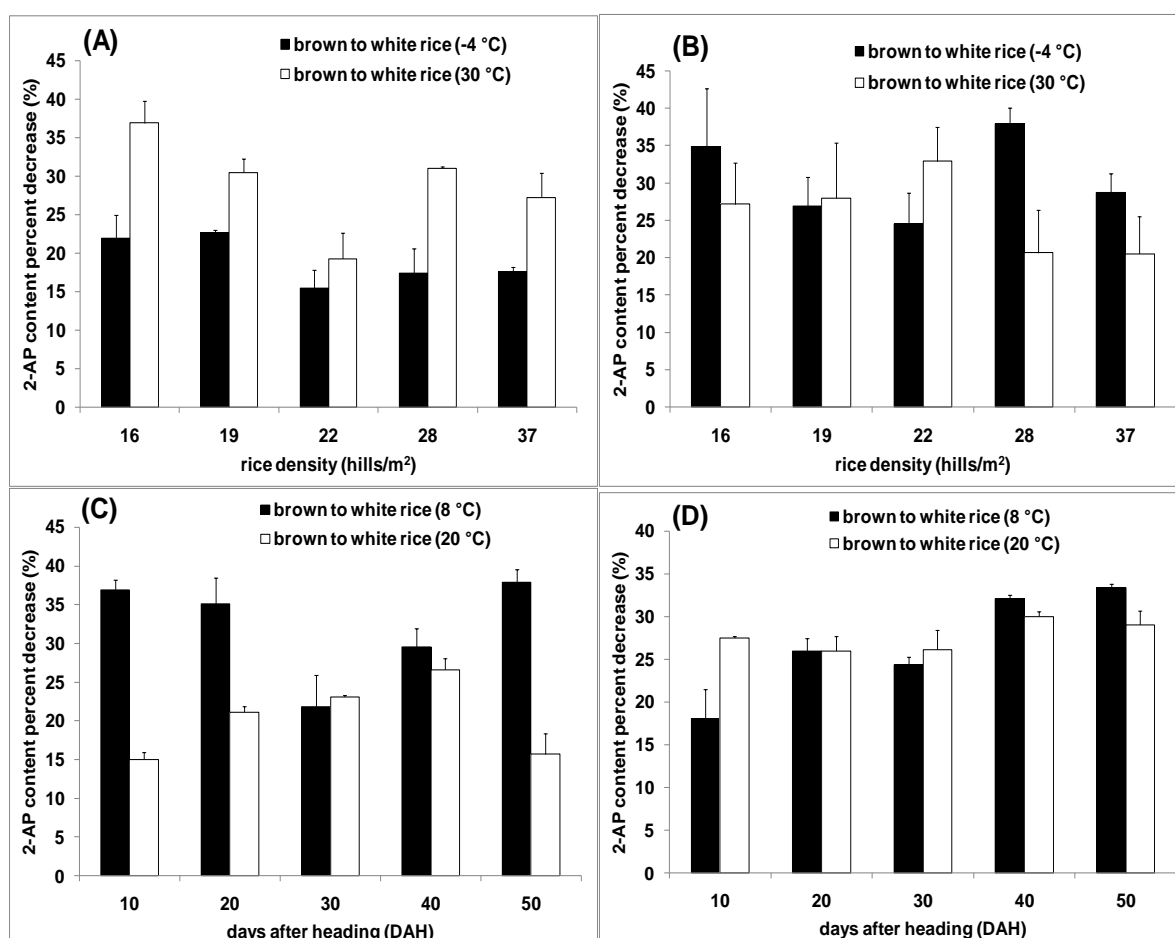 (A)
brown to white rice (-4 °C)
brown to white rice (30 °C)
2-AP content percent decrease (%)
45
40
35
30
25
20
15
10
5
0
16 19 22 28 37
rice density (hills/m²)
(B)
brown to white rice (-4 °C)
brown to white rice (30 °C)
2-AP content percent decrease (%)
45
40
35
30
25
20
15
10
5
0
16 19 22 28 37
rice density (hills/m²)
(C)
brown to white rice (8 °C)
brown to white rice (20 °C)
2-AP content percent decrease (%)
45
40
35
30
25
20
15
10
5
0
10 20 30 40 50
days after heading (DAH)
(D)
brown to white rice (8 °C)
brown to white rice (20 °C)
2-AP content percent decrease (%)
40
35
30
25
20
15
10
5
0
10 20 30 40 50
days after heading (DAH)